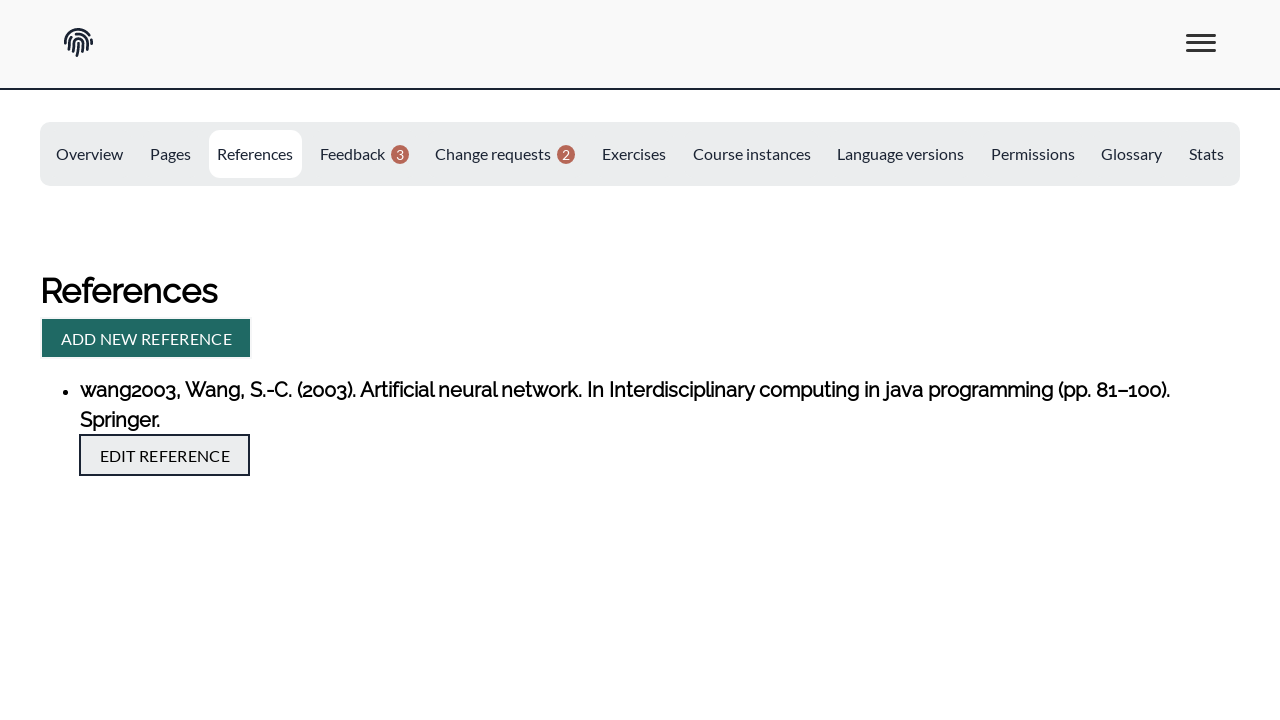 Overview Pages References Feedback 3 Change requests 2 Exercises Course instances Language versions Permissions Glossary Stats
References
ADD NEW REFERENCE
• wang2003, Wang, S.-C. (2003). Artificial neural network. In Interdisciplinary computing in java programming (pp. 81–100).
Springer.
EDIT REFERENCE